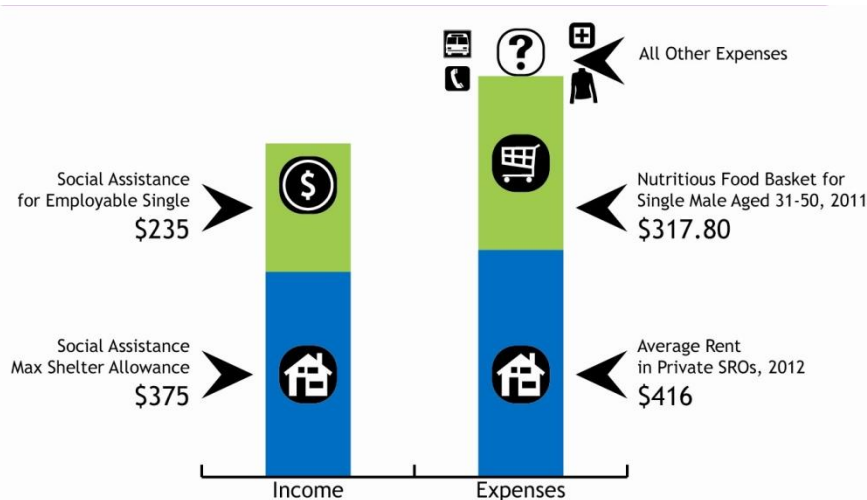 All Other Expenses
Social Assistance
for Employable Single
$235
Nutritious Food Basket for
Single Male Aged 31-50, 2011
$317.80
Social Assistance
Max Shelter Allowance
$375
Average Rent
in Private SROs, 2012
$416
Income
Expenses
$
?